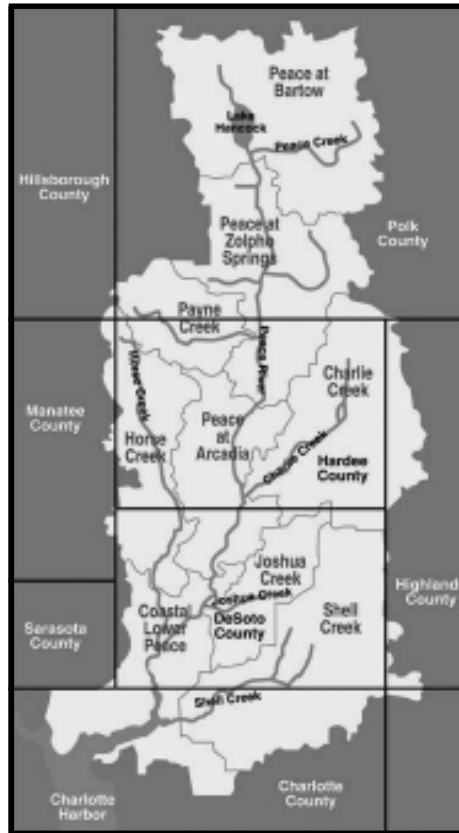 Peace at
Bartow
Lake
Hancock
Peace Creek
Hillsborough
County
Peace at
Zolpho
Springs
Polk
County
Payne
Creek
Peace River
Horse Creek
Charlie
Creek
Manatee
County
Peace
at
Arcadia
Horse
Creek
Charlie Creek
Hardee
County
Joshua
Creek
Highland
County
Joshua Creek
Coastal
Lower
Peace
DeSoto
County
Shell
Creek
Sarasota
County
Shell Creek
Charlotte
Harbor
Charlotte
County